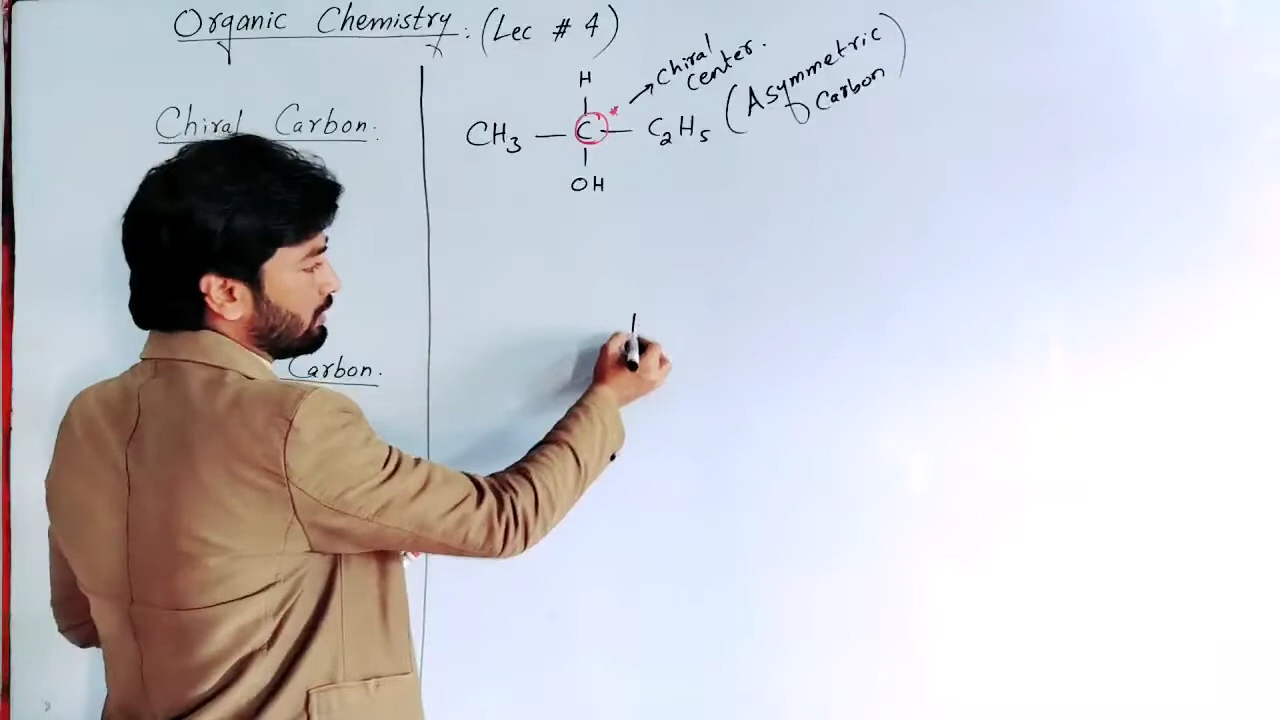 Organic Chemistry: (Lec # 4)
Chiral Carbon:
H
CH3 — C* — C2H5
OH
Chiral
Center.
(Asymmetric
Carbon)
Carbon.